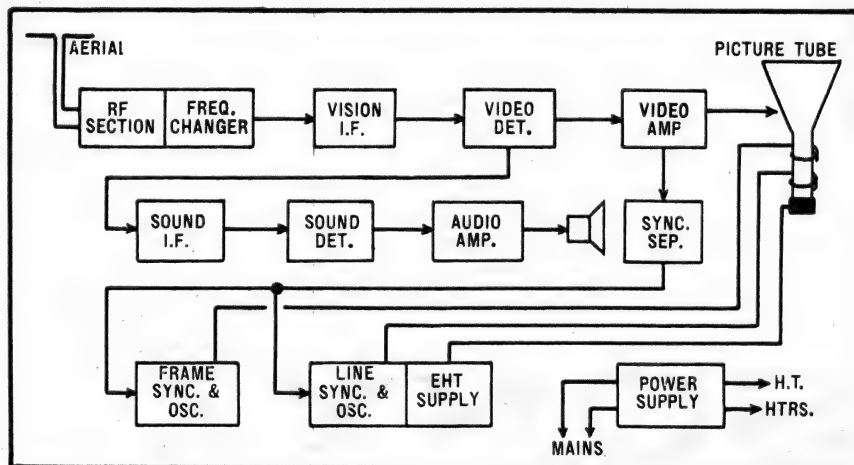 AERIAL
PICTURE TUBE
RF
SECTION
FREQ.
CHANGER
VISION
I.F.
VIDEO
DET.
VIDEO
AMP
SOUND
I.F.
SOUND
DET.
AUDIO
AMP.
SYNC.
SEP.
FRAME
SYNC. &
OSC.
LINE
SYNC. &
OSC.
EHT
SUPPLY
POWER
SUPPLY
H.T.
HTRS.
MAINS